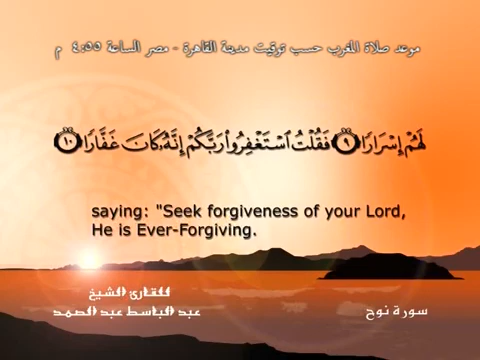 موعد صلاة المغرب حسب توقيت مدينة القاهرة - مصر الساعة ٤:٥٥ م
لَهُمْ إِسْرَارًا ۝٩ فَقُلْتُ ٱسْتَغْفِرُوا۟ رَبَّكُمْ إِنَّهُۥ كَانَ غَفَّارًا ۝١٠
saying: "Seek forgiveness of your Lord,
He is Ever-Forgiving.
للقارئ الشيخ
عبد الباسط عبد الصمد
سورة نوح